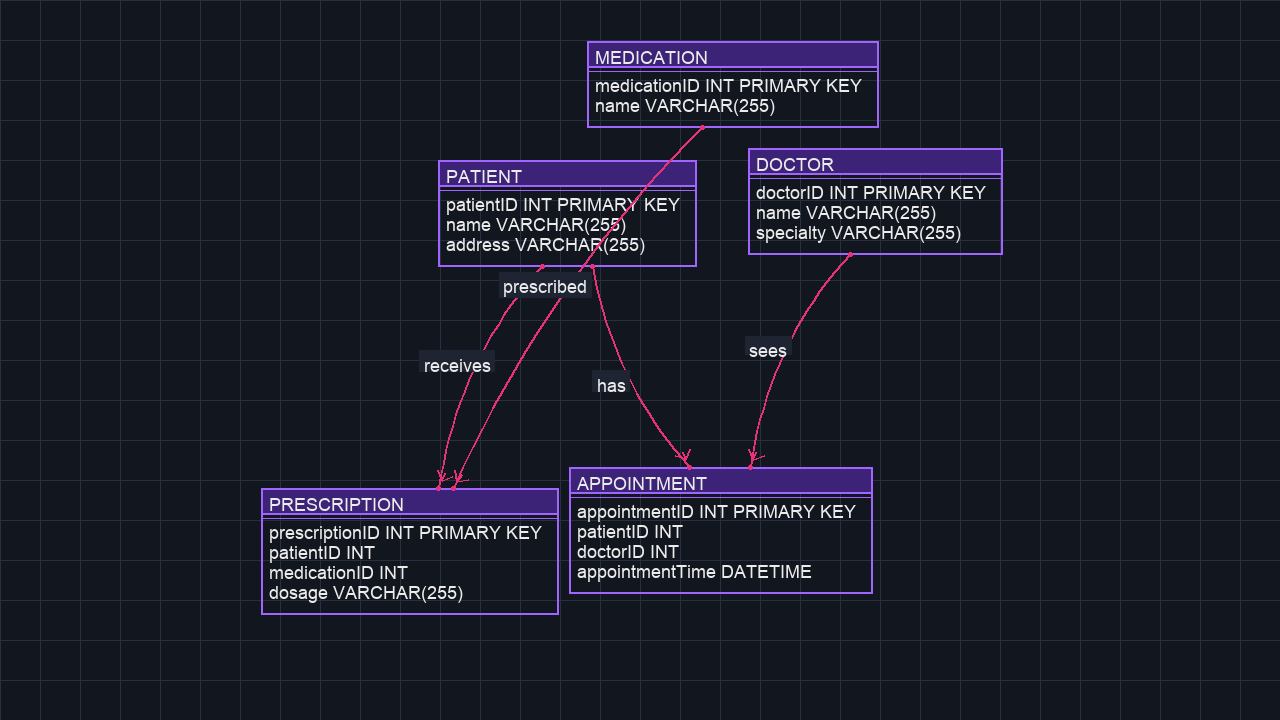 MEDICATION
medicationID INT PRIMARY KEY
name VARCHAR(255)
PATIENT
patientID INT PRIMARY KEY
name VARCHAR(255)
address VARCHAR(255)
DOCTOR
doctorID INT PRIMARY KEY
name VARCHAR(255)
specialty VARCHAR(255)
prescribed
receives
has
sees
PRESCRIPTION
prescriptionID INT PRIMARY KEY
patientID INT
medicationID INT
dosage VARCHAR(255)
APPOINTMENT
appointmentID INT PRIMARY KEY
patientID INT
doctorID INT
appointmentTime DATETIME